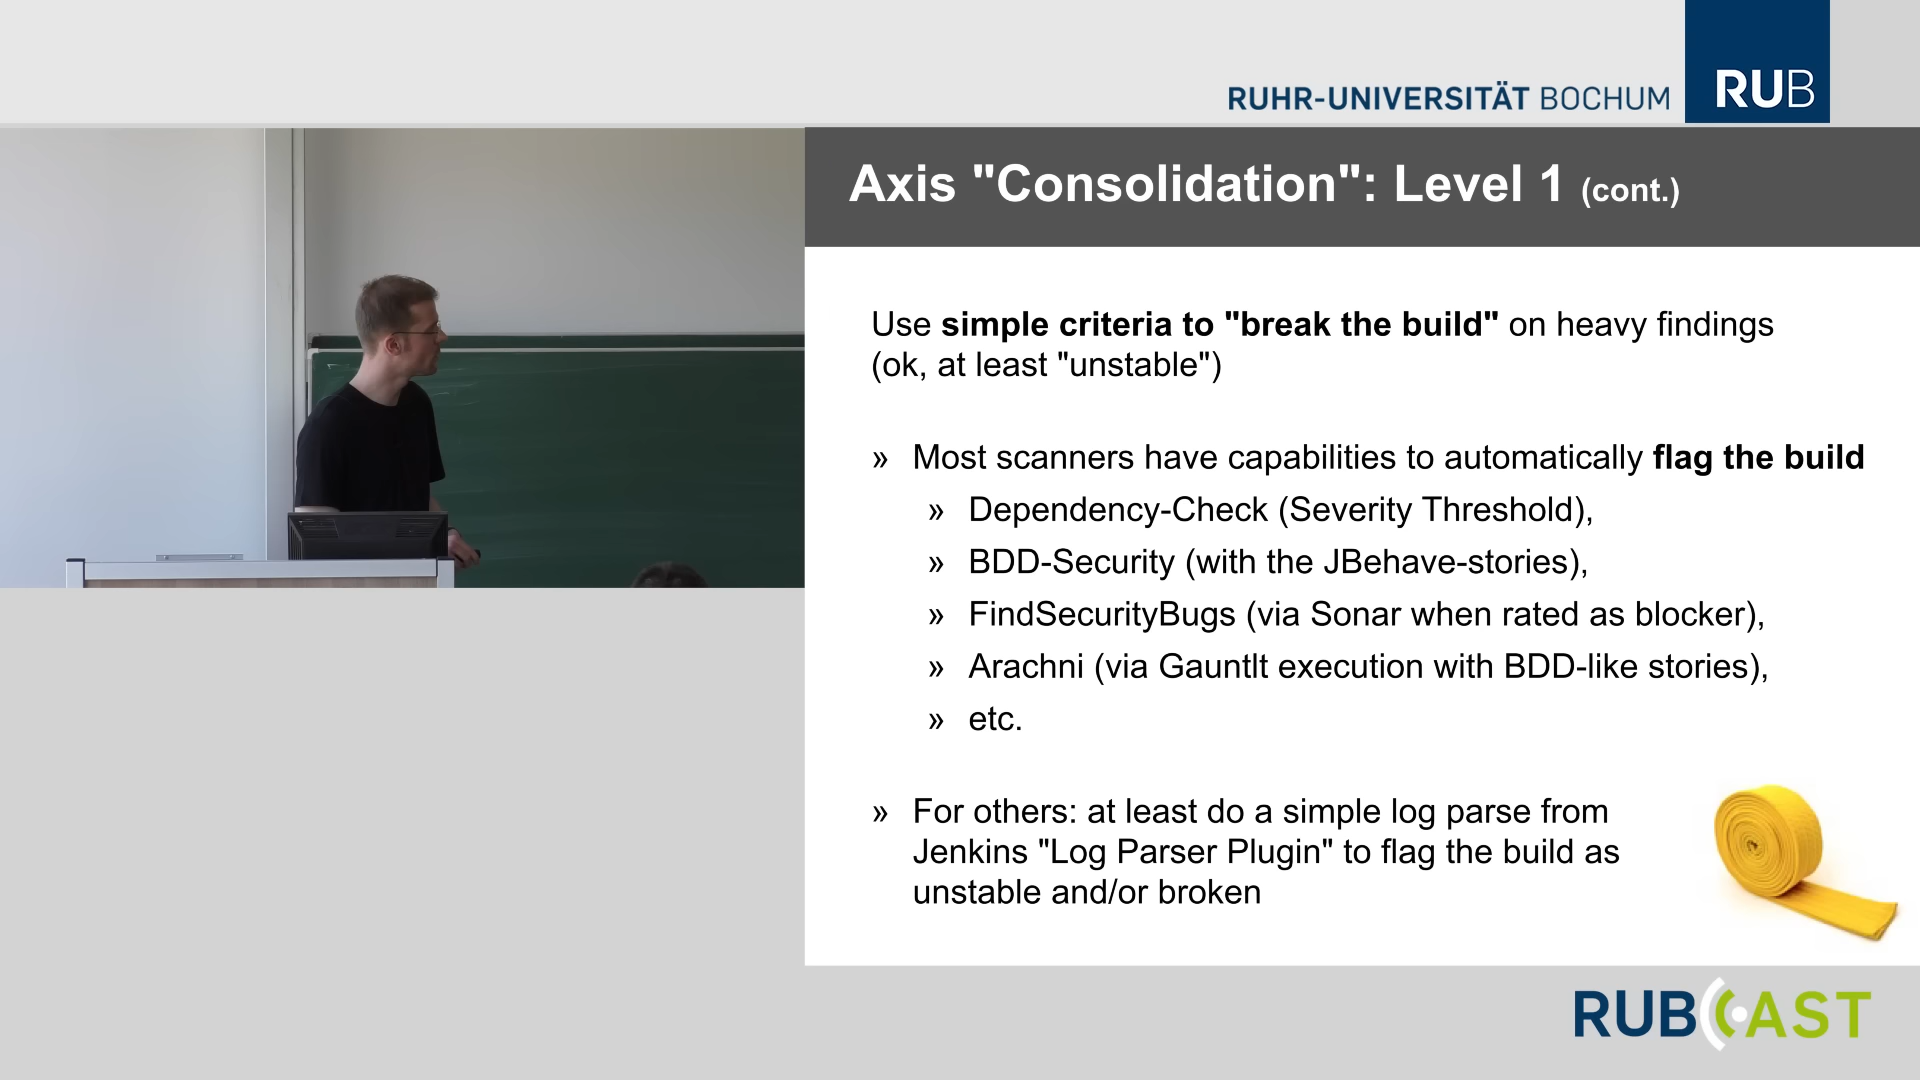 RUHR-UNIVERSITÄT BOCHUM
RUB
Axis "Consolidation": Level 1 (cont.)
Use simple criteria to "break the build" on heavy findings
(ok, at least "unstable")
» Most scanners have capabilities to automatically flag the build
» Dependency-Check (Severity Threshold),
» BDD-Security (with the JBehave-stories),
» FindSecurityBugs (via Sonar when rated as blocker),
» Arachni (via Gauntlt execution with BDD-like stories),
» etc.
» For others: at least do a simple log parse from
Jenkins "Log Parser Plugin" to flag the build as
unstable and/or broken
RUBCAST